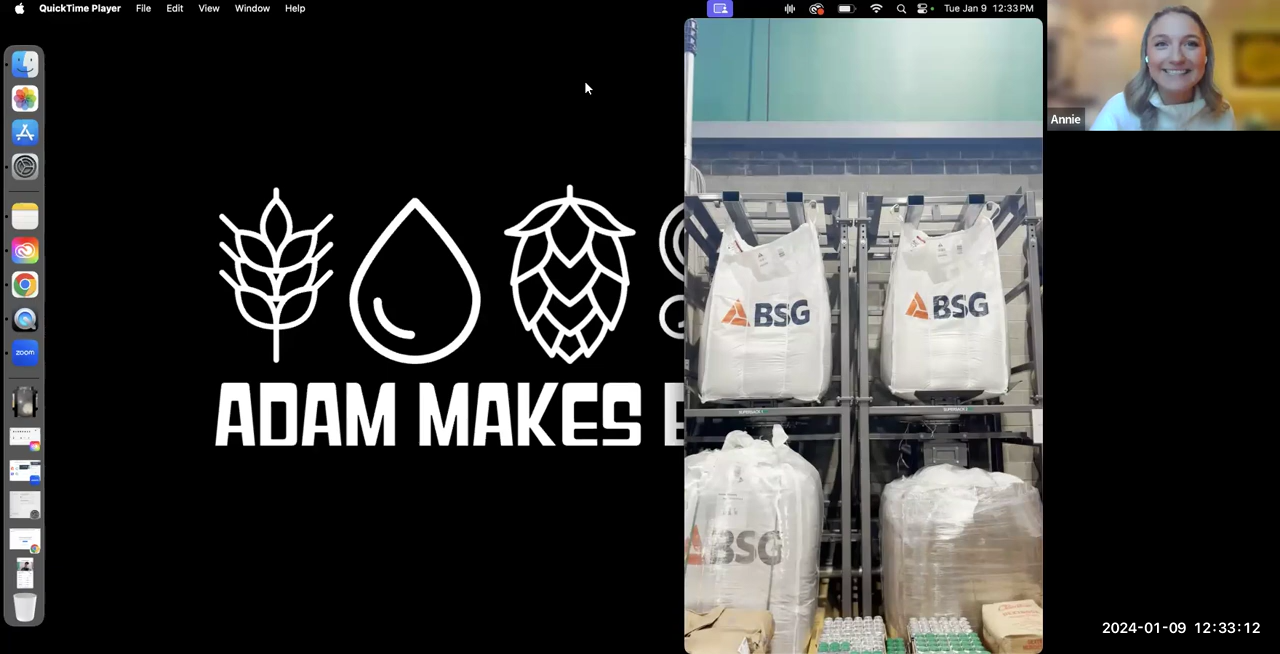 QuickTime Player File Edit View Window Help
Tue Jan 9 12:33 PM
Annie
BSG
BSG
zoom
ADAM MAKES
BSG
2024-01-09 12:33:12